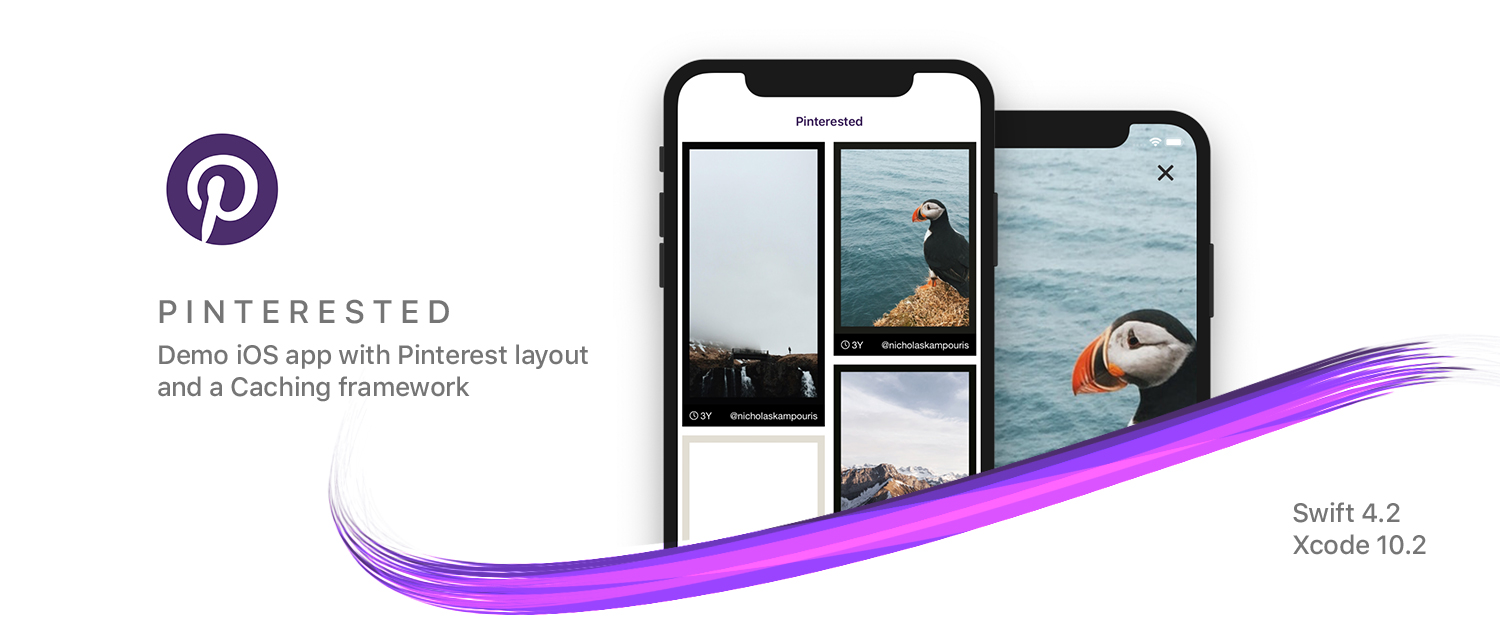 PINTERESTED
Demo iOS app with Pinterest layout
and a Caching framework
Pinterested
3Y @nicholaskampouris
3Y @nicholaskampouris
Swift 4.2
Xcode 10.2